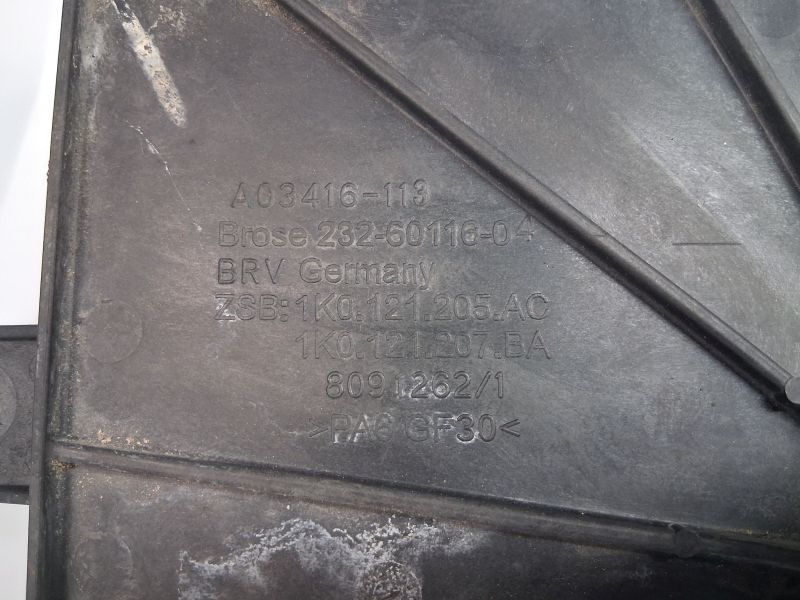 A03416-113
Brose 232-60116-04
BRV Germany
ZSB: 1K0.121.205.AC
1K0.121.207.BA
8091262/1
>PA6 GF30<